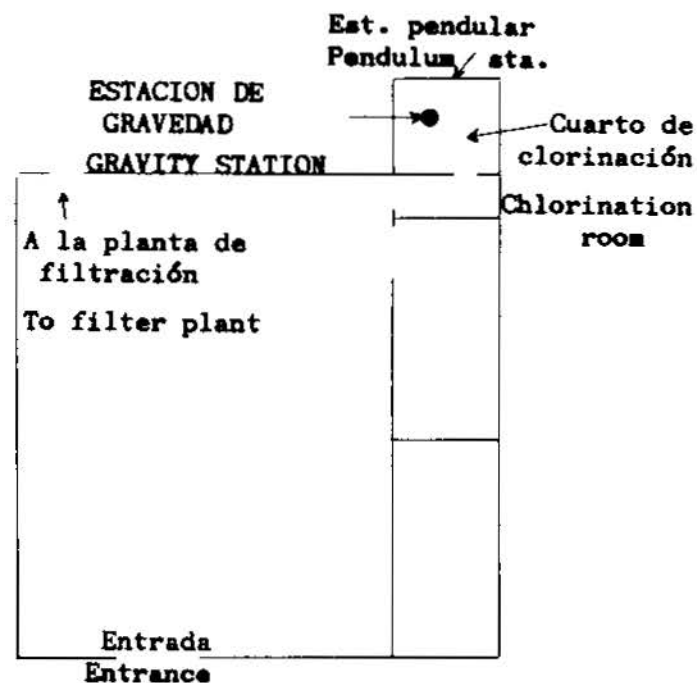 Est. pendular
Pendulum sta.
ESTACION DE
GRAVEDAD
GRAVITY STATION
Cuarto de
clorinación
Chlorination
room
A la planta de
filtración
To filter plant
Entrada
Entrance